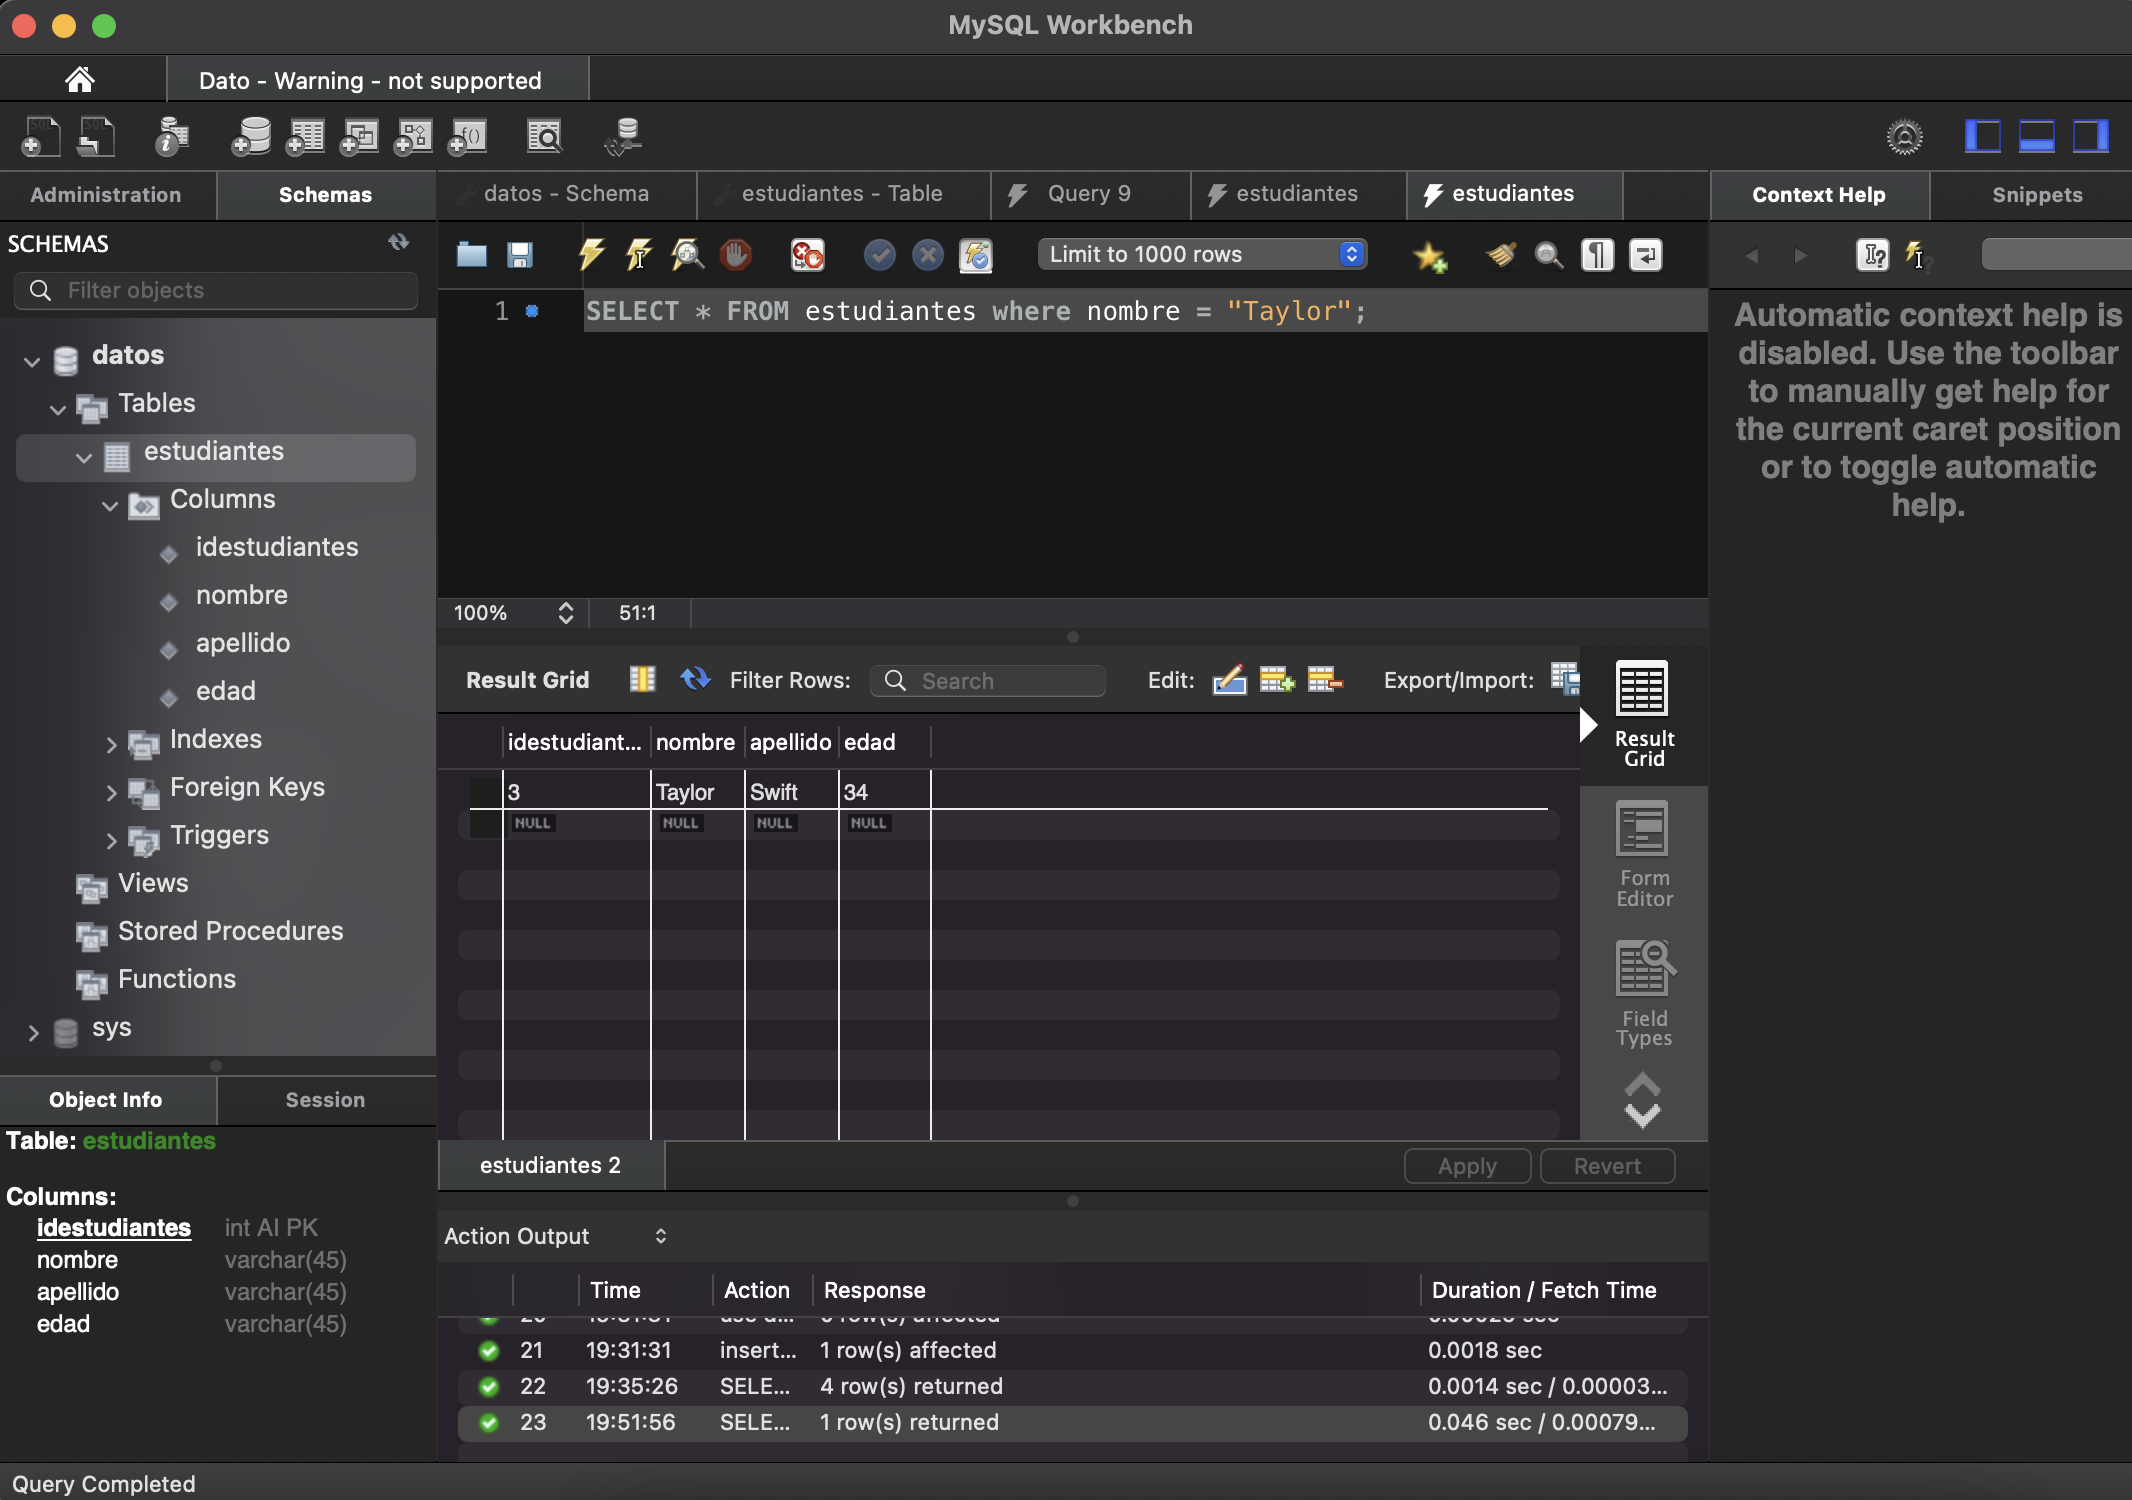 MySQL Workbench
Dato - Warning - not supported
Administration
Schemas
datos - Schema
estudiantes - Table
Query 9
estudiantes
estudiantes
Context Help
Snippets
SCHEMAS
Filter objects
datos
Tables
estudiantes
Columns
idestudiantes
nombre
apellido
edad
Indexes
Foreign Keys
Triggers
Views
Stored Procedures
Functions
sys
Object Info
Session
Table: estudiantes
Columns:
idestudiantes int AI PK
nombre varchar(45)
apellido varchar(45)
edad varchar(45)
Limit to 1000 rows
1 SELECT * FROM estudiantes where nombre = "Taylor";
100% 51:1
Result Grid
Filter Rows:
Search
Edit:
Export/Import:
idestudiant... nombre apellido edad
3 Taylor Swift 34
NULL NULL NULL NULL
Result
Grid
Form
Editor
Field
Types
estudiantes 2
Apply
Revert
Action Output
Time Action Response Duration / Fetch Time
21 19:31:31 insert... 1 row(s) affected 0.0018 sec
22 19:35:26 SELE... 4 row(s) returned 0.0014 sec / 0.00003...
23 19:51:56 SELE... 1 row(s) returned 0.046 sec / 0.00079...
Automatic context help is
disabled. Use the toolbar
to manually get help for
the current caret position
or to toggle automatic
help.
Query Completed